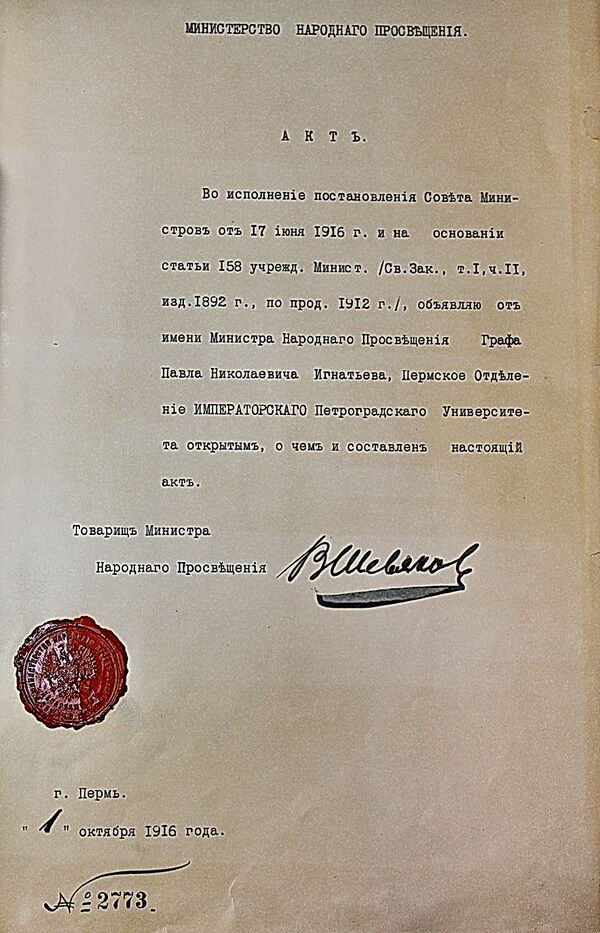 МИНИСТЕРСТВО НАРОДНАГО ПРОСВѢЩЕНІЯ.
А К Т Ъ.
Во исполненіе постановленія Совѣта Мини-
стровъ отъ 17 іюня 1916 г. и на основаніи
статьи 158 учрежд. Минист. /Св.Зак., т.I,ч.II,
изд.1892 г., по прод. 1912 г./, объявляю отъ
имени Министра Народнаго Просвѣщенія Графа
Павла Николаевича Игнатьева, Пермское Отдѣле-
ніе ИМПЕРАТОРСКАГО Петроградскаго Университе-
та открытымъ, о чемъ и составленъ настоящій
актъ.
Товарищъ Министра
Народнаго Просвѣщенія ВШевяков
г. Пермь.
"1" октября 1916 года.
№ 2773.